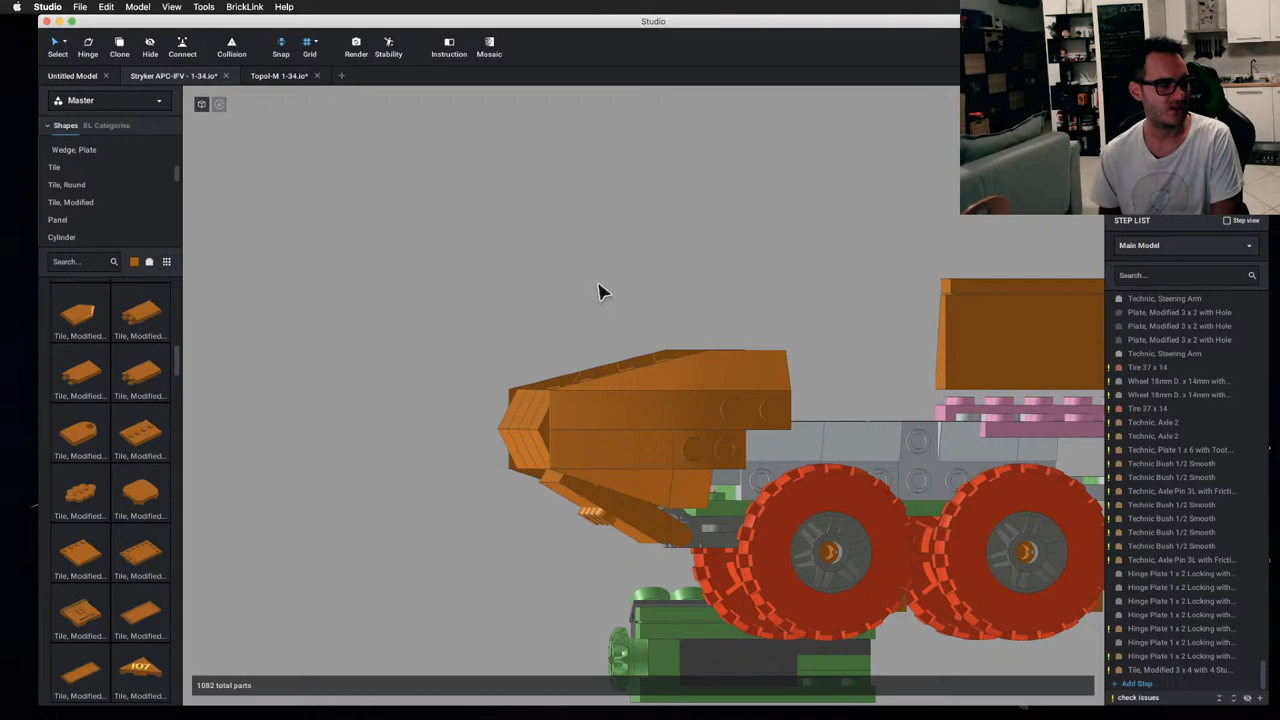 Studio File Edit Model View Tools BrickLink Help
Studio
Select Hinge Clone Hide Connect Collision Snap Grid Render Stability Instruction Mosaic
Untitled Model Stryker APC-IFV - 1-34.io* Topol-M 1-34.io*
Master
Shapes BL Categories
Wedge, Plate
Tile
Tile, Round
Tile, Modified
Panel
Cylinder
Search...
Tile, Modified... Tile, Modified...
Tile, Modified... Tile, Modified...
Tile, Modified... Tile, Modified...
Tile, Modified... Tile, Modified...
Tile, Modified... Tile, Modified...
Tile, Modified... Tile, Modified...
107
Tile, Modified... Tile, Modified...
1082 total parts
STEP LIST Step view
Main Model
Search...
Technic, Steering Arm
Plate, Modified 3 x 2 with Hole
Plate, Modified 3 x 2 with Hole
Plate, Modified 3 x 2 with Hole
Technic, Steering Arm
Tire 37 x 14
Wheel 18mm D. x 14mm with...
Wheel 18mm D. x 14mm with...
Tire 37 x 14
Technic, Axle 2
Technic, Axle 2
Technic, Plate 1 x 6 with Toot...
Technic Bush 1/2 Smooth
Technic Bush 1/2 Smooth
Technic, Axle Pin 3L with Fricti...
Technic Bush 1/2 Smooth
Technic Bush 1/2 Smooth
Technic Bush 1/2 Smooth
Technic Bush 1/2 Smooth
Technic, Axle Pin 3L with Fricti...
Hinge Plate 1 x 2 Locking with...
Hinge Plate 1 x 2 Locking with...
Hinge Plate 1 x 2 Locking with...
Hinge Plate 1 x 2 Locking with...
Hinge Plate 1 x 2 Locking with...
Hinge Plate 1 x 2 Locking with...
Hinge Plate 1 x 2 Locking with...
Tile, Modified 3 x 4 with 4 Stu...
+ Add Step
! check issues